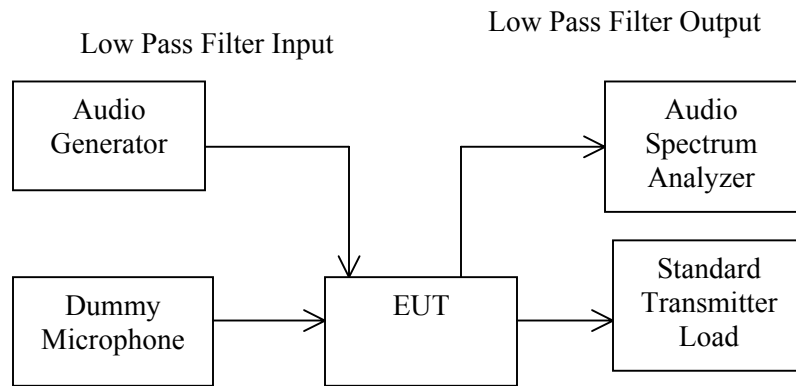 Low Pass Filter Input
Low Pass Filter Output
Audio
Generator
Audio
Spectrum
Analyzer
Dummy
Microphone
EUT
Standard
Transmitter
Load